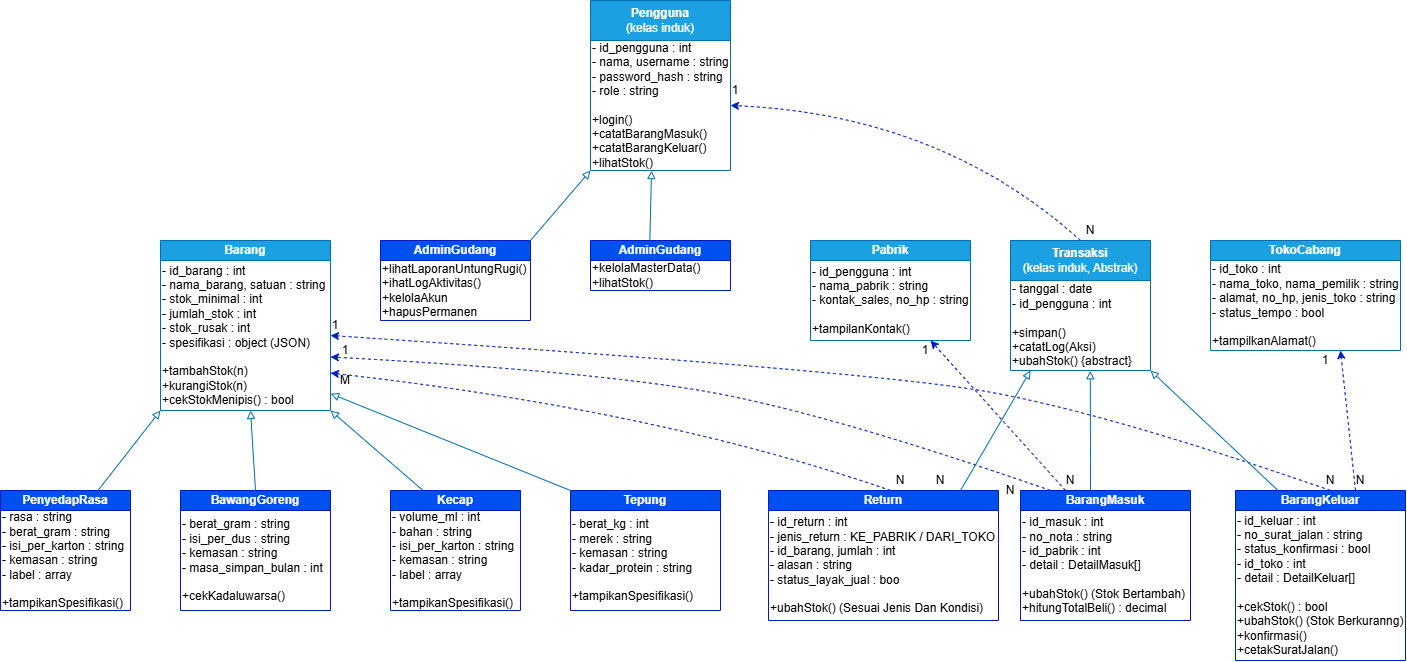 Pengguna
(kelas induk)
- id_pengguna : int
- nama, username : string
- password_hash : string
- role : string
+login()
+catatBarangMasuk()
+catatBarangKeluar()
+lihatStok()
1
N
Barang
- id_barang : int
- nama_barang, satuan : string
- stok_minimal : int
- jumlah_stok : int
- stok_rusak : int
- spesifikasi : object (JSON)
+tambahStok(n)
+kurangiStok(n)
+cekStokMenipis() : bool
1
1
M
AdminGudang
+lihatLaporanUntungRugi()
+ihatLogAktivitas()
+kelolaAkun
+hapusPermanen
AdminGudang
+kelolaMasterData()
+lihatStok()
Pabrik
- id_pengguna : int
- nama_pabrik : string
- kontak_sales, no_hp : string
+tampilanKontak()
1
Transaksi
(kelas induk, Abstrak)
- tanggal : date
- id_pengguna : int
+simpan()
+catatLog(Aksi)
+ubahStok() {abstract}
TokoCabang
- id_toko : int
- nama_toko, nama_pemilik : string
- alamat, no_hp, jenis_toko : string
- status_tempo : bool
+tampilkanAlamat()
1
PenyedapRasa
- rasa : string
- berat_gram : string
- isi_per_karton : string
- kemasan : string
- label : array
+tampikanSpesifikasi()
BawangGoreng
- berat_gram : string
- isi_per_dus : string
- kemasan : string
- masa_simpan_bulan : int
+cekKadaluwarsa()
Kecap
- volume_ml : int
- bahan : string
- isi_per_karton : string
- kemasan : string
- label : array
+tampikanSpesifikasi()
Tepung
- berat_kg : int
- merek : string
- kemasan : string
- kadar_protein : string
+tampikanSpesifikasi()
N
N
N
N
N
N
Return
- id_return : int
- jenis_return : KE_PABRIK / DARI_TOKO
- id_barang, jumlah : int
- alasan : string
- status_layak_jual : boo
+ubahStok() (Sesuai Jenis Dan Kondisi)
BarangMasuk
- id_masuk : int
- no_nota : string
- id_pabrik : int
- detail : DetailMasuk[]
+ubahStok() (Stok Bertambah)
+hitungTotalBeli() : decimal
BarangKeluar
- id_keluar : int
- no_surat_jalan : string
- status_konfirmasi : bool
- id_toko : int
- detail : DetailKeluar[]
+cekStok() : bool
+ubahStok() (Stok Berkuranng)
+konfirmasi()
+cetakSuratJalan()